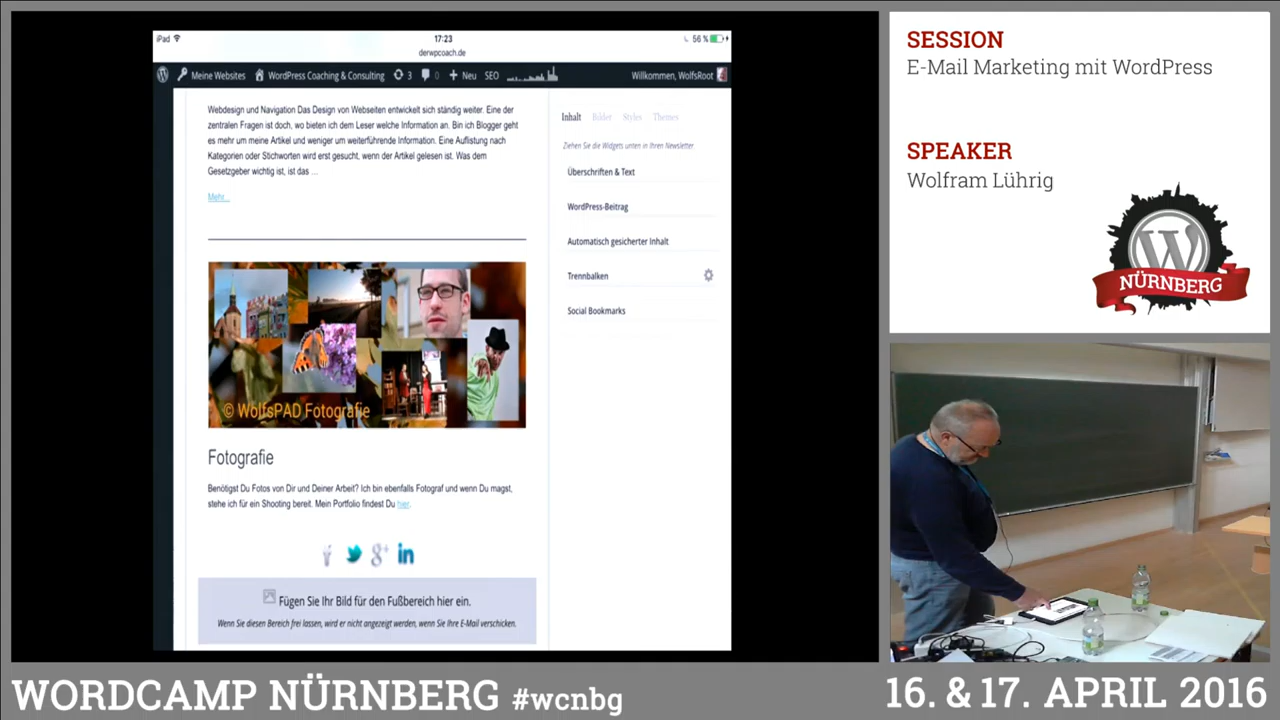 iPad
17:23
56 %
derwpcoach.de
Meine Websites
WordPress Coaching & Consulting
3
0
Neu
SEO
Willkommen, WolfsRoot
Webdesign und Navigation Das Design von Webseiten entwickelt sich ständig weiter. Eine der
zentralen Fragen ist doch, wo bieten ich dem Leser welche Information an. Bin ich Blogger geht
es mehr um meine Artikel und weniger um weiterführende Information. Eine Auflistung nach
Kategorien oder Stichworten wird erst gesucht, wenn der Artikel gelesen ist. Was dem
Gesetzgeber wichtig ist, ist das …
Mehr...
© WolfsPAD Fotografie
Fotografie
Benötigst Du Fotos von Dir und Deiner Arbeit? Ich bin ebenfalls Fotograf und wenn Du magst,
stehe ich für ein Shooting bereit. Mein Portfolio findest Du hier.
Fügen Sie Ihr Bild für den Fußbereich hier ein.
Wenn Sie diesen Bereich frei lassen, wird er nicht angezeigt werden, wenn Sie Ihre E-Mail verschicken.
Inhalt Bilder Styles Themes
Ziehen Sie die Widgets unten in Ihren Newsletter
Überschriften & Text
WordPress-Beitrag
Automatisch gesicherter Inhalt
Trennbalken
Social Bookmarks
SESSION
E-Mail Marketing mit WordPress
SPEAKER
Wolfram Lührig
NÜRNBERG
WORDCAMP NÜRNBERG #wcnbg
16. & 17. APRIL 2016